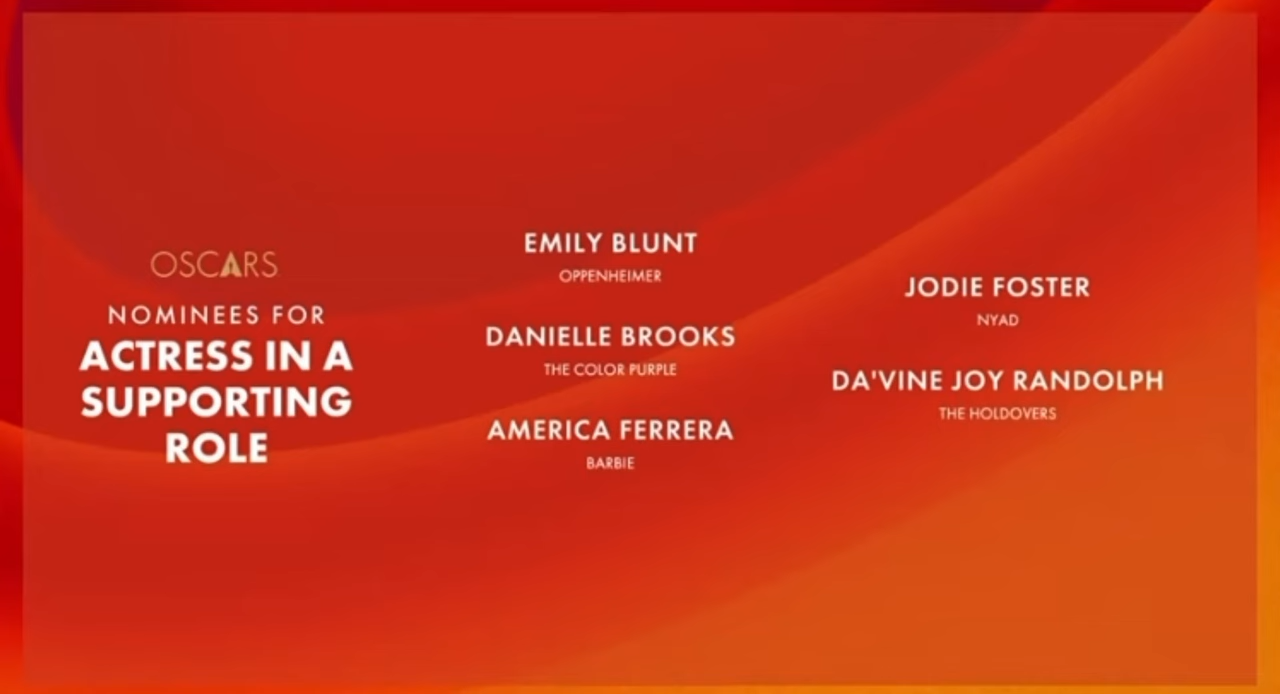 OSCARS
NOMINEES FOR
ACTRESS IN A
SUPPORTING
ROLE
EMILY BLUNT
OPPENHEIMER
DANIELLE BROOKS
THE COLOR PURPLE
AMERICA FERRERA
BARBIE
JODIE FOSTER
NYAD
DA'VINE JOY RANDOLPH
THE HOLDOVERS